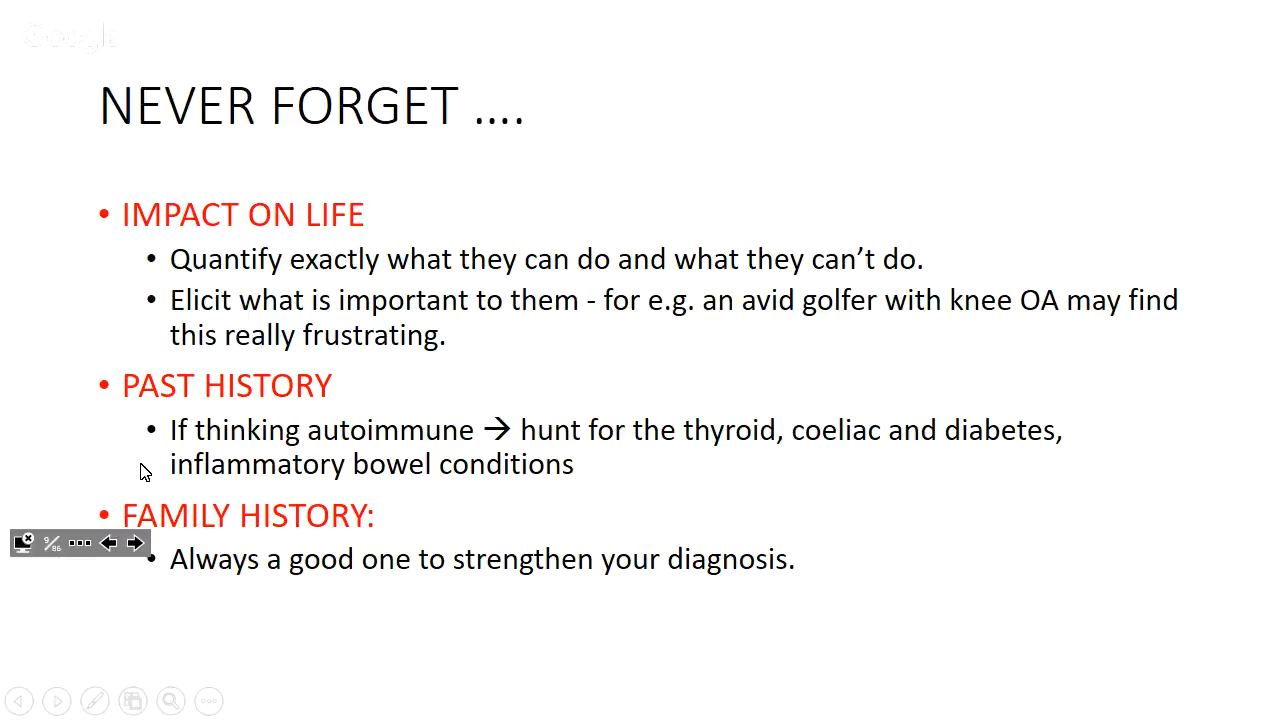 NEVER FORGET ....
• IMPACT ON LIFE
• Quantify exactly what they can do and what they can’t do.
• Elicit what is important to them - for e.g. an avid golfer with knee OA may find
this really frustrating.
• PAST HISTORY
• If thinking autoimmune → hunt for the thyroid, coeliac and diabetes,
inflammatory bowel conditions
• FAMILY HISTORY:
9/86
• Always a good one to strengthen your diagnosis.